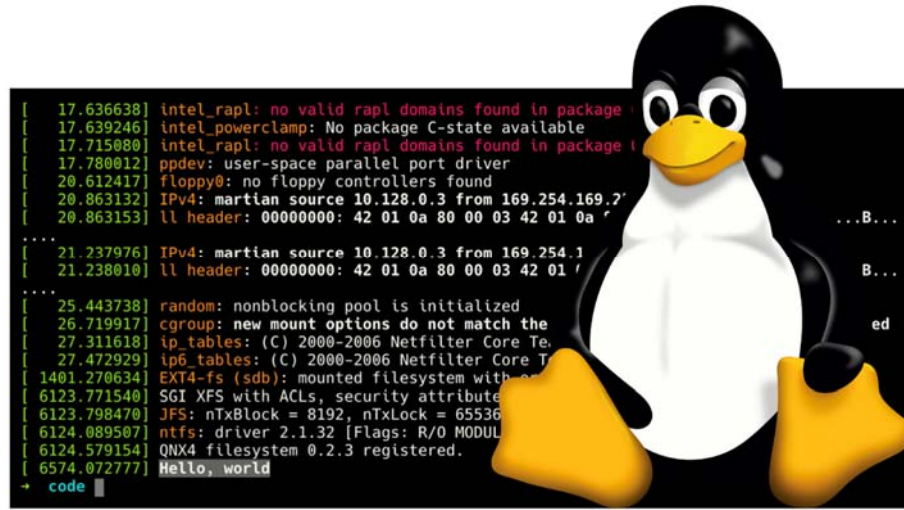 [   17.636638] intel_rapl: no valid rapl domains found in package
[   17.639246] intel_powerclamp: No package C-state available
[   17.715080] intel_rapl: no valid rapl domains found in package
[   17.780012] ppdev: user-space parallel port driver
[   20.612417] floppy0: no floppy controllers found
[   20.863132] IPv4: martian source 10.128.0.3 from
[   20.863153] ll header: 00000000: 42 01 0a 80 00 03 42 01 0a ...B...
....
[   21.237976] IPv4: martian source 10.128.0.3 from
[   21.238010] ll header: 00000000: 42 01 0a 80 00 03 42 01 B...
....
[   25.443738] random: nonblocking pool is initialized
[   26.719917] cgroup: new mount options do not match the ed
[   27.311618] ip_tables: (C) 2000-2006 Netfilter Core
[   27.472929] ip6_tables: (C) 2000-2006 Netfilter Core
[ 1401.270634] EXT4-fs (sdb): mounted filesystem with
[ 6123.771540] SGI XFS with ACLs, security attribute
[ 6123.798470] JFS: nTxBlock = 8192, nTxLock = 65536
[ 6124.089507] ntfs: driver 2.1.32 [Flags: R/O MODUL
[ 6124.579154] QNX4 filesystem 0.2.3 registered.
[ 6574.072777] Hello, world
→ code